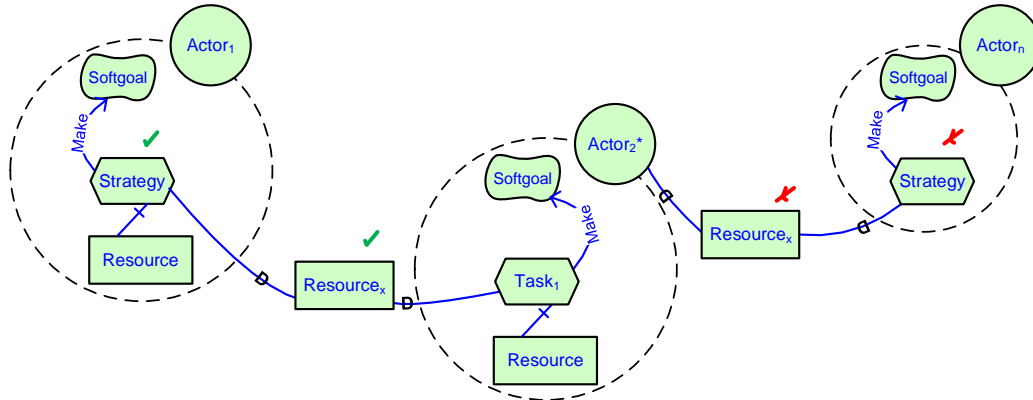 Actor₁
Softgoal
Make
Strategy
Resource
Resourceₓ
D
D
Actor₂*
Softgoal
Make
Task₁
Resource
D
Resourceₓ
D
Actorₙ
Softgoal
Make
Strategy